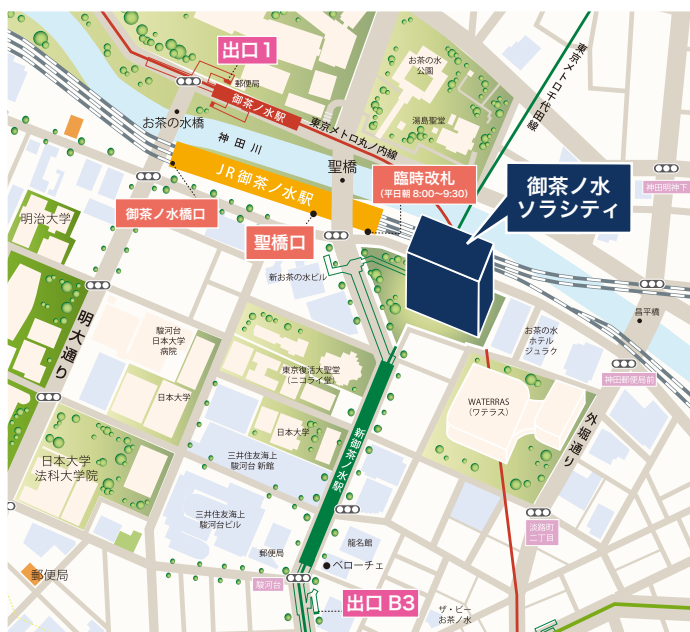 出口1
郵便局
御茶ノ水駅
お茶の水
公園
湯島聖堂
東京メトロ千代田線
お茶の水橋
神田川
東京メトロ丸ノ内線
聖橋
JR御茶ノ水駅
臨時改札
(平日朝 8:00〜9:30)
御茶ノ水
ソラシティ
神田明神下
明治大学
御茶ノ水橋口
聖橋口
新お茶の水ビル
昌平橋
明大通り
駿河台
日本大学
病院
お茶の水
ホテル
ジュラク
東京復活大聖堂
(ニコライ堂)
神田郵便局前
日本大学
WATERRAS
(ワテラス)
外堀通り
日本大学
新御茶ノ水駅
三井住友海上
駿河台 新館
日本大学
法科大学院
三井住友海上
駿河台ビル
淡路町
二丁目
郵便局
龍名館
ベローチェ
郵便局
駿河台
出口 B3
ザ・ビー
お茶ノ水